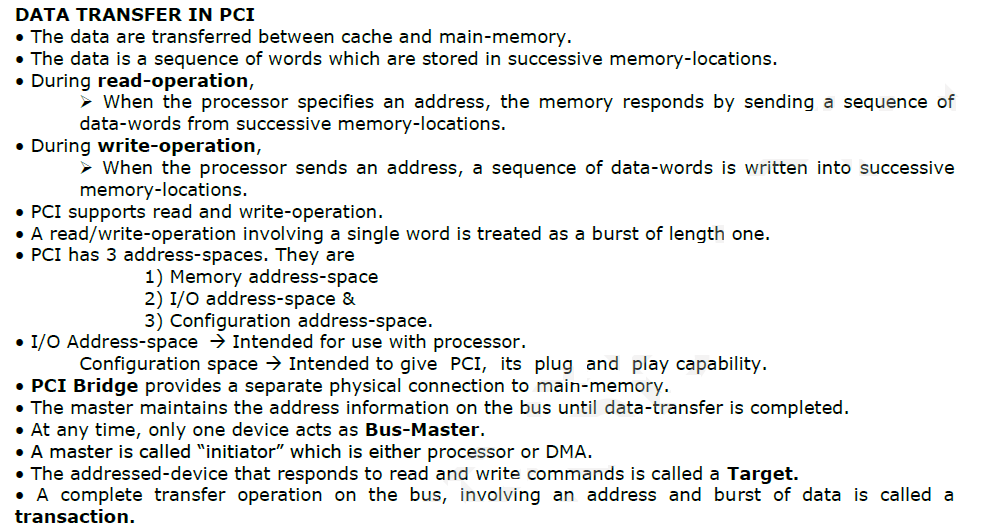 DATA TRANSFER IN PCI
• The data are transferred between cache and main-memory.
• The data is a sequence of words which are stored in successive memory-locations.
• During read-operation,
➢ When the processor specifies an address, the memory responds by sending a sequence of
data-words from successive memory-locations.
• During write-operation,
➢ When the processor sends an address, a sequence of data-words is written into successive
memory-locations.
• PCI supports read and write-operation.
• A read/write-operation involving a single word is treated as a burst of length one.
• PCI has 3 address-spaces. They are
1) Memory address-space
2) I/O address-space &
3) Configuration address-space.
• I/O Address-space → Intended for use with processor.
Configuration space → Intended to give PCI, its plug and play capability.
• PCI Bridge provides a separate physical connection to main-memory.
• The master maintains the address information on the bus until data-transfer is completed.
• At any time, only one device acts as Bus-Master.
• A master is called “initiator” which is either processor or DMA.
• The addressed-device that responds to read and write commands is called a Target.
• A complete transfer operation on the bus, involving an address and burst of data is called a
transaction.